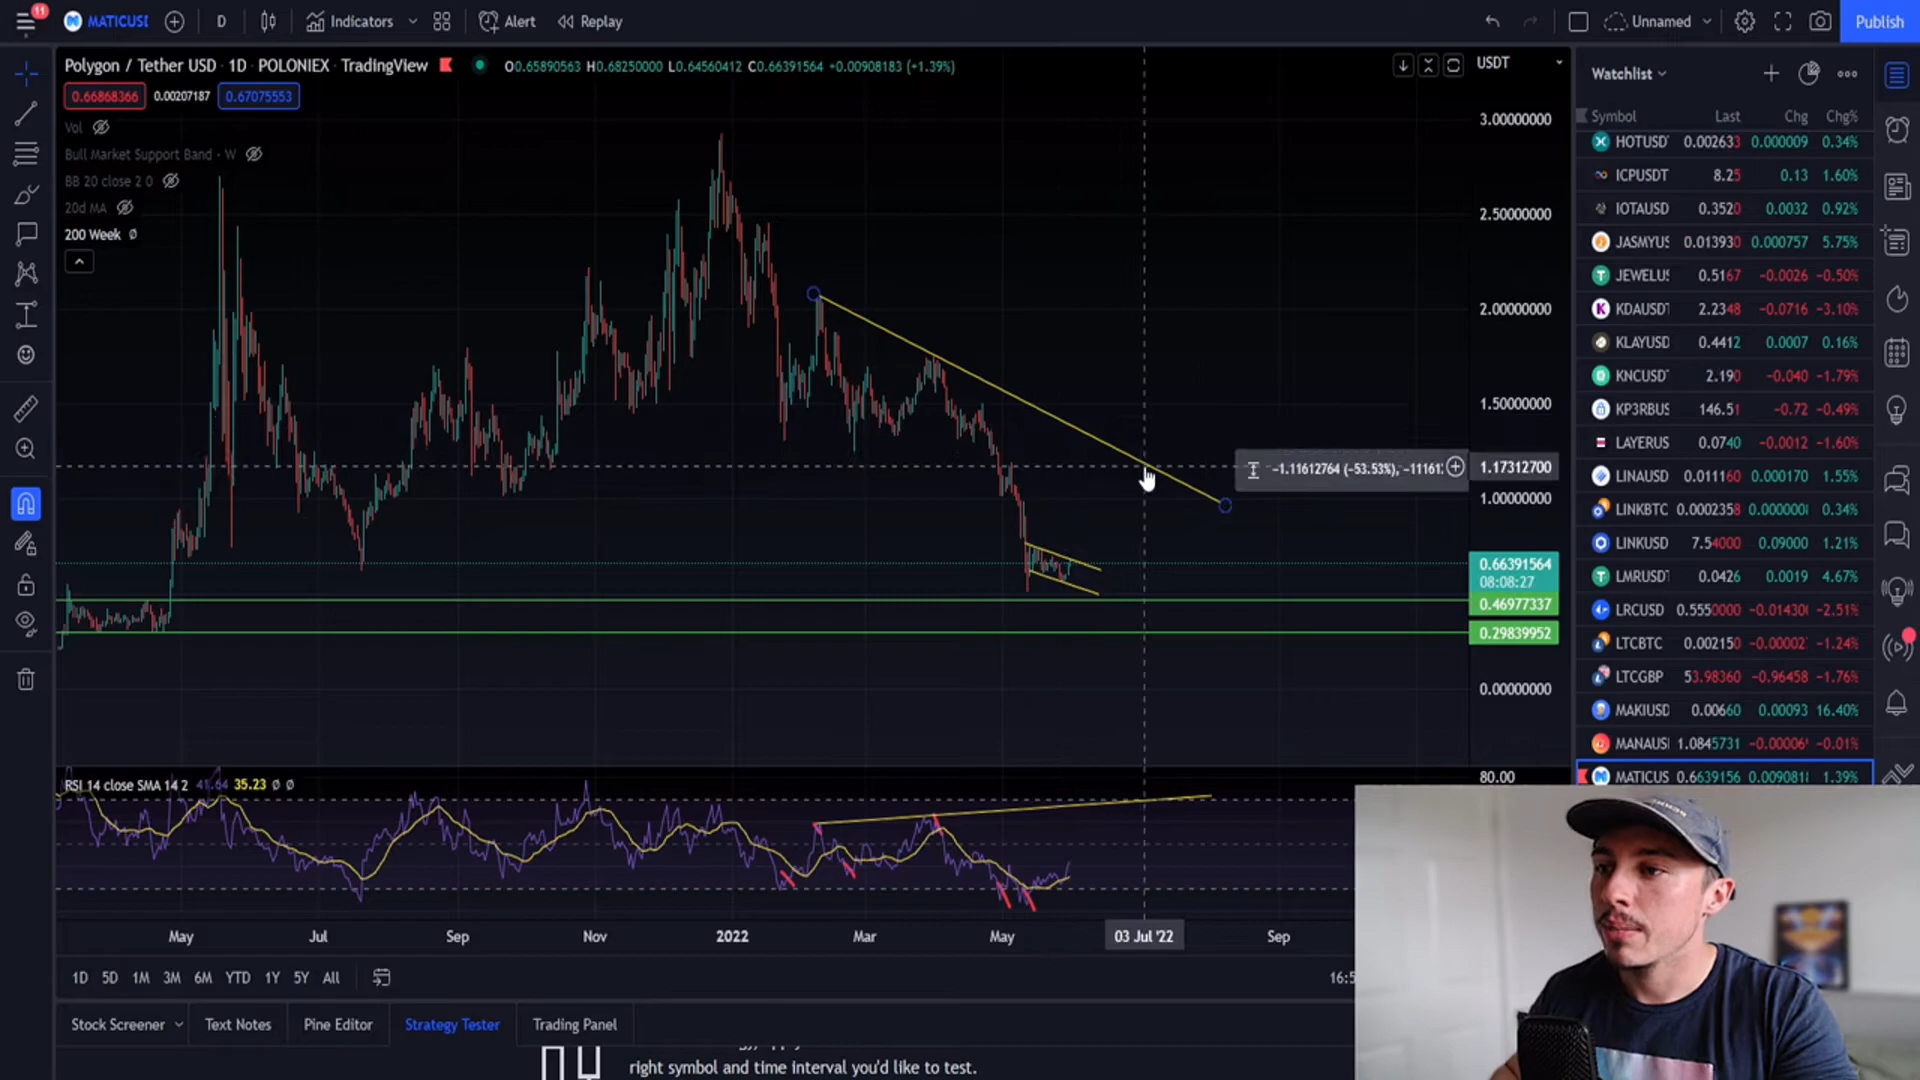 11
MATICUSI
D
Indicators
Alert
Replay
Unnamed
Publish
Polygon / Tether USD · 1D · POLONIEX · TradingView
O0.65890563 H0.68250000 L0.64560412 C0.66391564 +0.00908183 (+1.39%)
USDT
0.66868366 0.00207187 0.67075553
Vol
Bull Market Support Band · W
BB 20 close 2 0
20d MA
200 Week Ø
3.00000000
2.50000000
2.00000000
1.50000000
−1.11612764 (−53.53%), −11161
1.17312700
1.00000000
0.66391564
08:08:27
0.46977337
0.29839952
0.00000000
80.00
RSI 14 close SMA 14 2 41.64 35.23 Ø Ø
May
Jul
Sep
Nov
2022
Mar
May
03 Jul '22
Sep
1D 5D 1M 3M 6M YTD 1Y 5Y All
16:5
Stock Screener
Text Notes
Pine Editor
Strategy Tester
Trading Panel
right symbol and time interval you'd like to test.
Watchlist
Symbol Last Chg Chg%
HOTUSD 0.002633 0.000009 0.34%
ICPUSDT 8.25 0.13 1.60%
IOTAUSD 0.3520 0.0032 0.92%
JASMYUS 0.013930 0.000757 5.75%
JEWELUS 0.5167 −0.0026 −0.50%
KDAUSDT 2.2348 −0.0716 −3.10%
KLAYUSD 0.4412 0.0007 0.16%
KNCUSDT 2.190 −0.040 −1.79%
KP3RBUS 146.51 −0.72 −0.49%
LAYERUS 0.0740 −0.0012 −1.60%
LINAUSD 0.011160 0.000170 1.55%
LINKBTC 0.0002358 0.000000 0.34%
LINKUSD 7.54000 0.09000 1.21%
LMRUSDT 0.0426 0.0019 4.67%
LRCUSD 0.5550000 −0.01430 −2.51%
LTCBTC 0.002150 −0.00002 −1.24%
LTCGBP 53.98360 −0.96458 −1.76%
MAKIUSD 0.00660 0.00093 16.40%
MANAUS 1.0845731 −0.00006 −0.01%
MATICUS 0.6639156 0.009081 1.39%